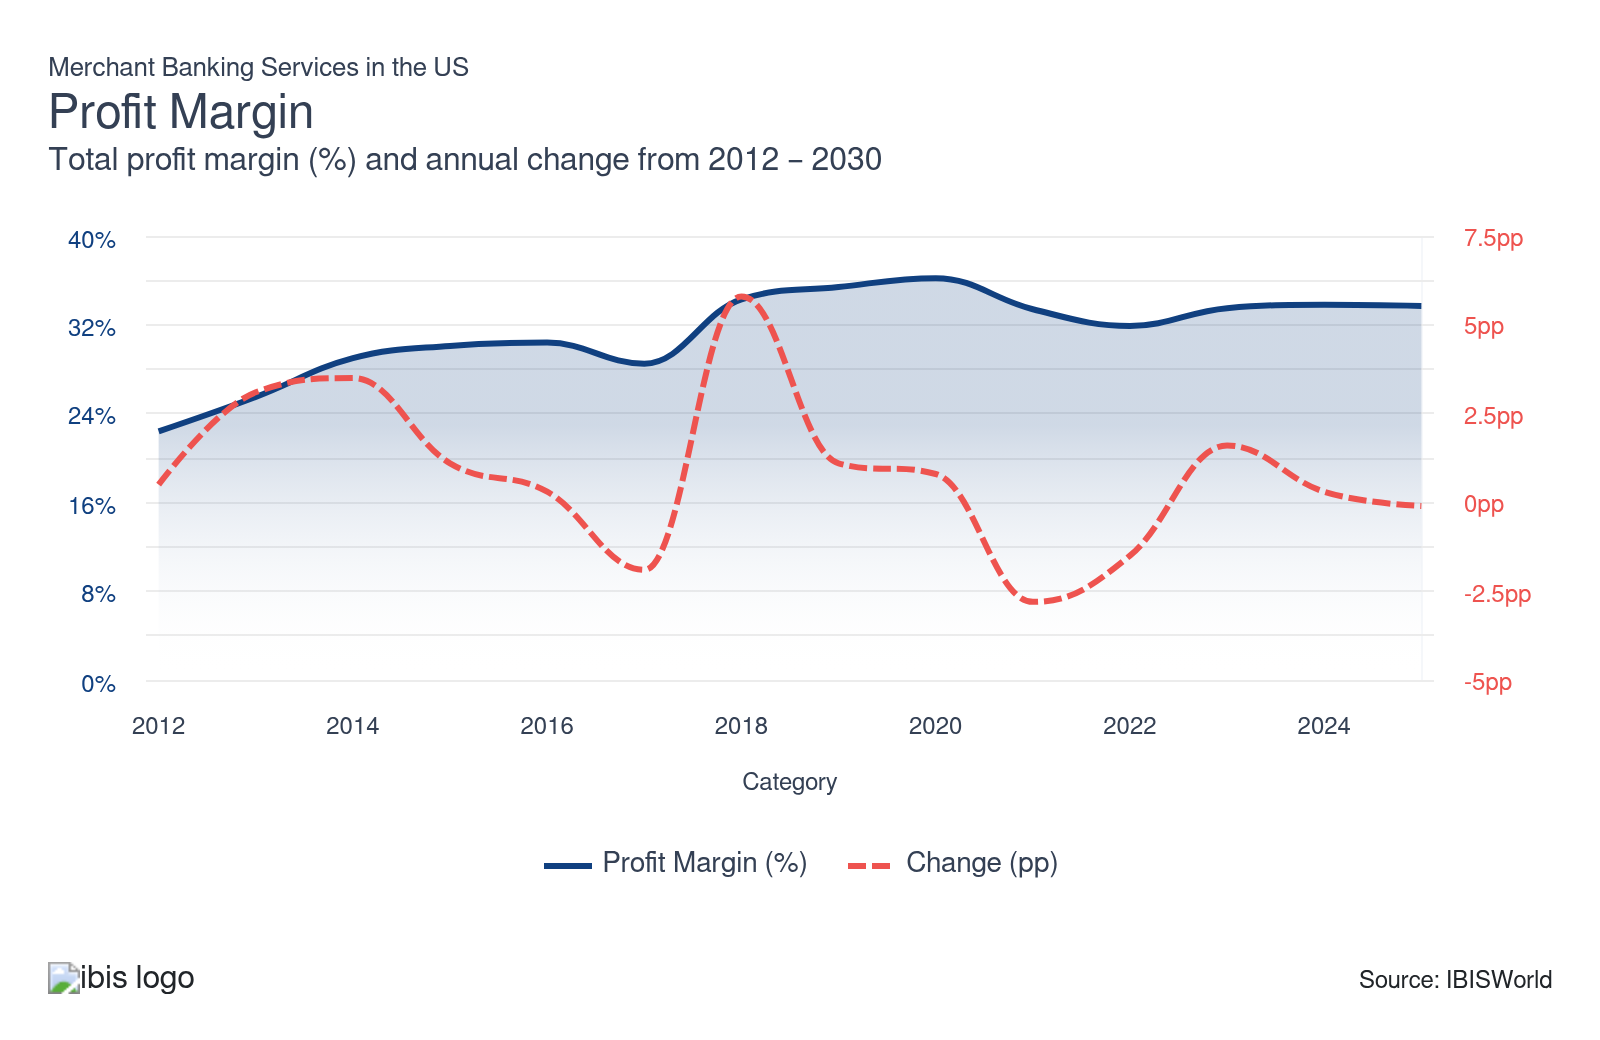 Merchant Banking Services in the US
Profit Margin
Total profit margin (%) and annual change from 2012 – 2030
40%
32%
24%
16%
8%
0%
7.5pp
5pp
2.5pp
0pp
-2.5pp
-5pp
2012 2014 2016 2018 2020 2022 2024
Category
Profit Margin (%) Change (pp)
ibis logo
Source: IBISWorld